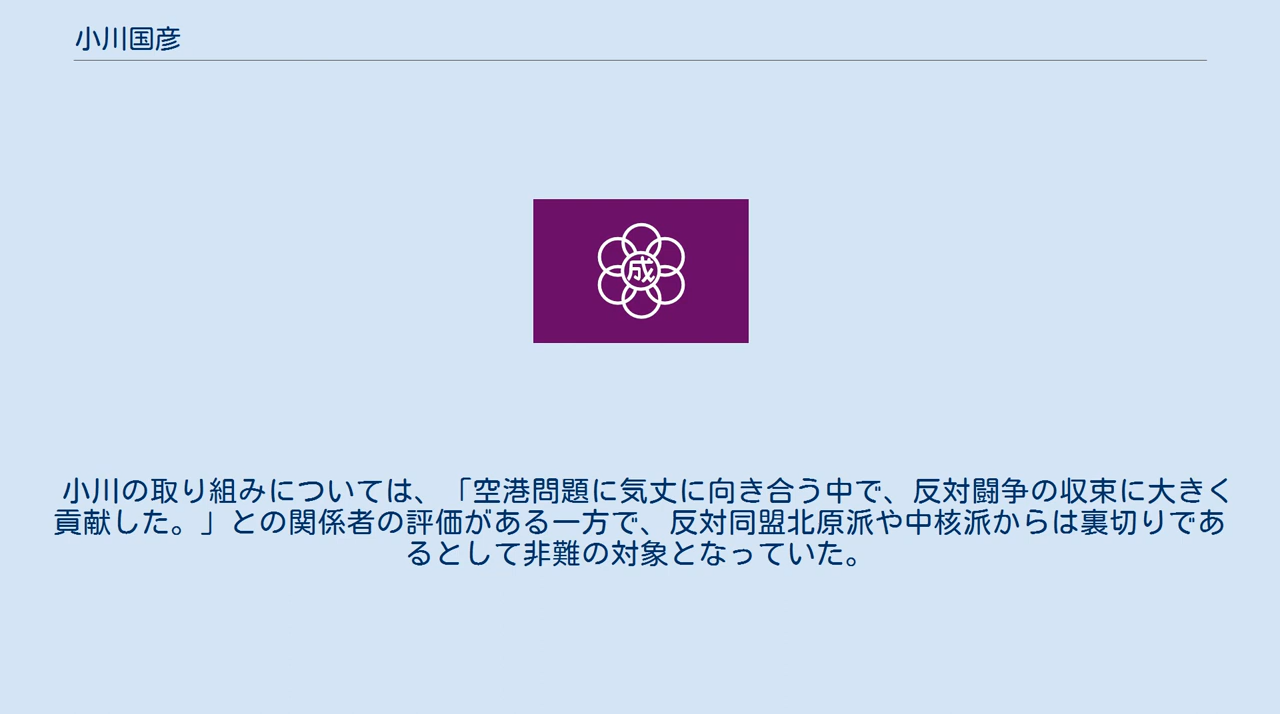 小川国彦
成
小川の取り組みについては、「空港問題に気丈に向き合う中で、反対闘争の収束に大きく
貢献した。」との関係者の評価がある一方で、反対同盟北原派や中核派からは裏切りであ
るとして非難の対象となっていた。